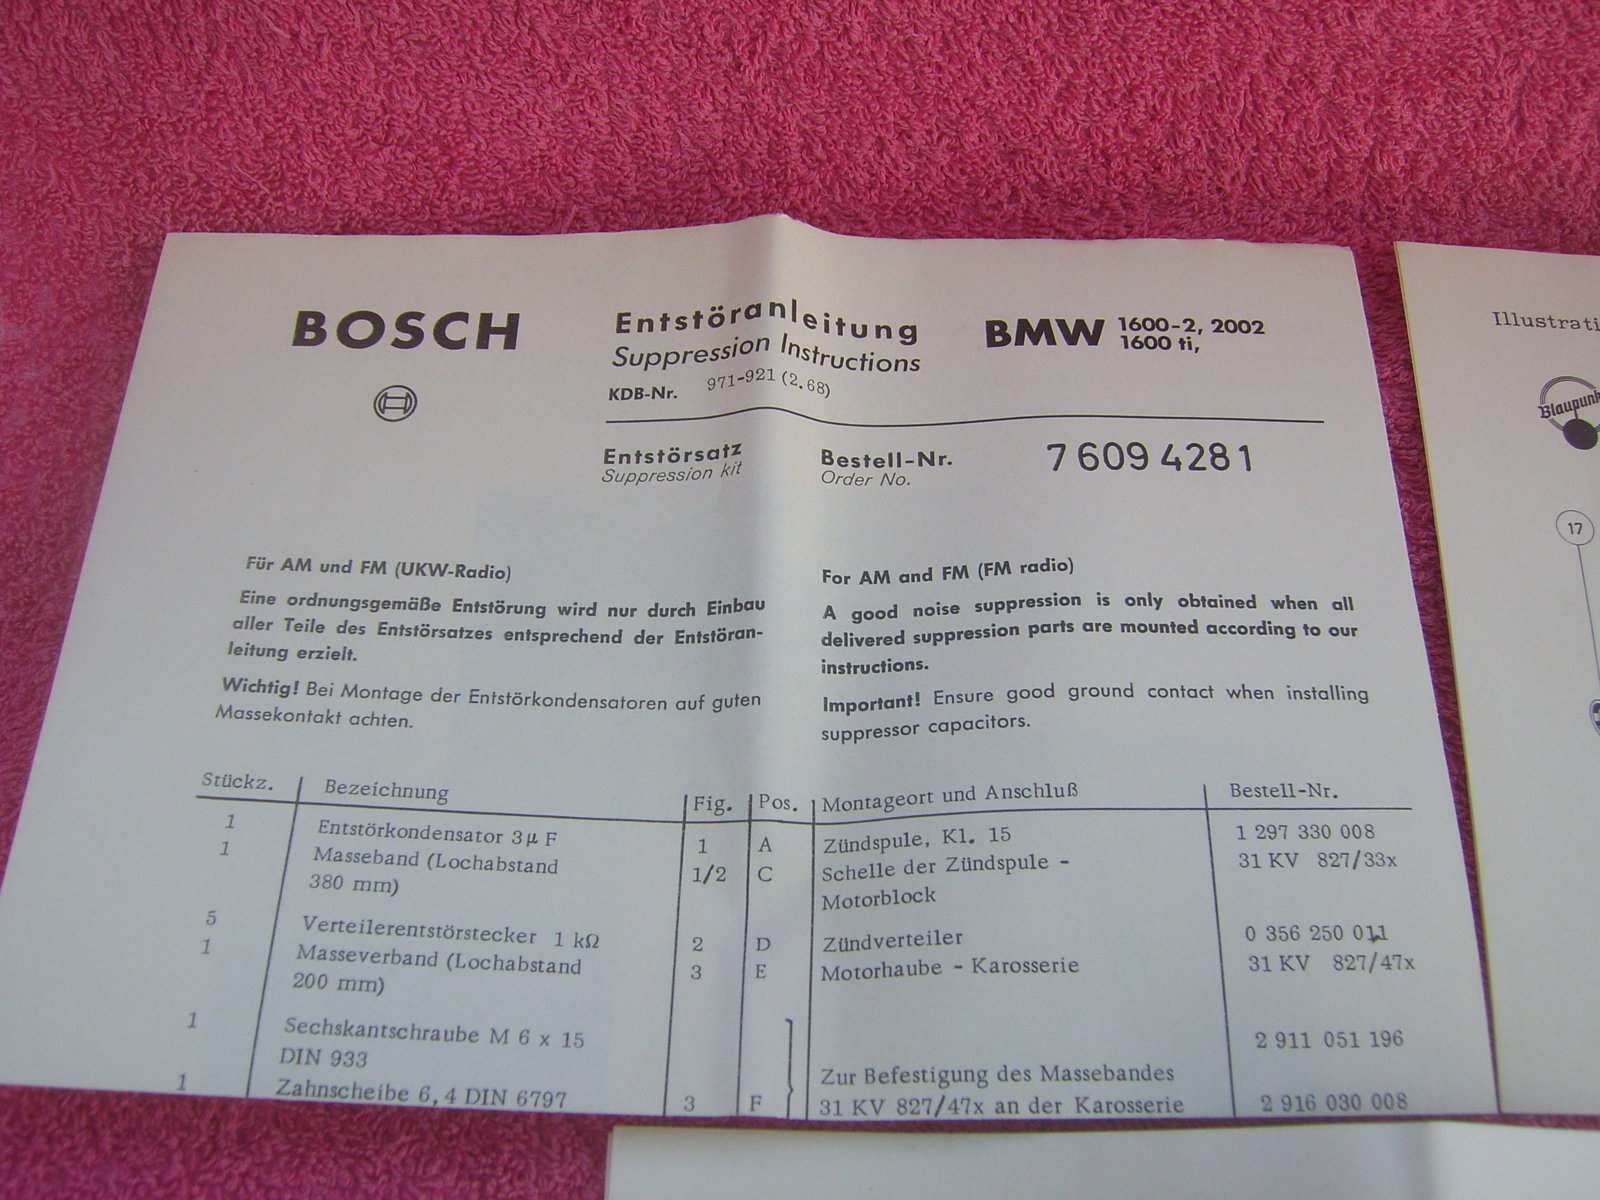 BOSCH
Entstöranleitung
Suppression Instructions
KDB-Nr. 971-921 (2.68)
BMW 1600-2, 2002
1600 ti,
Entstörsatz
Suppression kit
Bestell-Nr.
Order No.
7 609 4281
Für AM und FM (UKW-Radio)
Eine ordnungsgemäße Entstörung wird nur durch Einbau
aller Teile des Entstörsatzes entsprechend der Entstöran-
leitung erzielt.
Wichtig! Bei Montage der Entstörkondensatoren auf guten
Massekontakt achten.
For AM and FM (FM radio)
A good noise suppression is only obtained when all
delivered suppression parts are mounted according to our
instructions.
Important! Ensure good ground contact when installing
suppressor capacitors.
Stückz. Bezeichnung Fig. Pos. Montageort und Anschluß Bestell-Nr.
1 Entstörkondensator 3 µ F 1 A Zündspule, Kl. 15 1 297 330 008
1 Masseband (Lochabstand 1/2 C Schelle der Zündspule - 31 KV 827/33x
380 mm) Motorblock
5 Verteilerentstörstecker 1 kΩ 2 D Zündverteiler 0 356 250 011
1 Masseverband (Lochabstand 3 E Motorhaube - Karosserie 31 KV 827/47x
200 mm)
1 Sechskantschraube M 6 x 15 2 911 051 196
DIN 933 Zur Befestigung des Massebandes
1 Zahnscheibe 6,4 DIN 6797 3 F 31 KV 827/47x an der Karosserie 2 916 030 008
Illustrati
Blaupunk
17